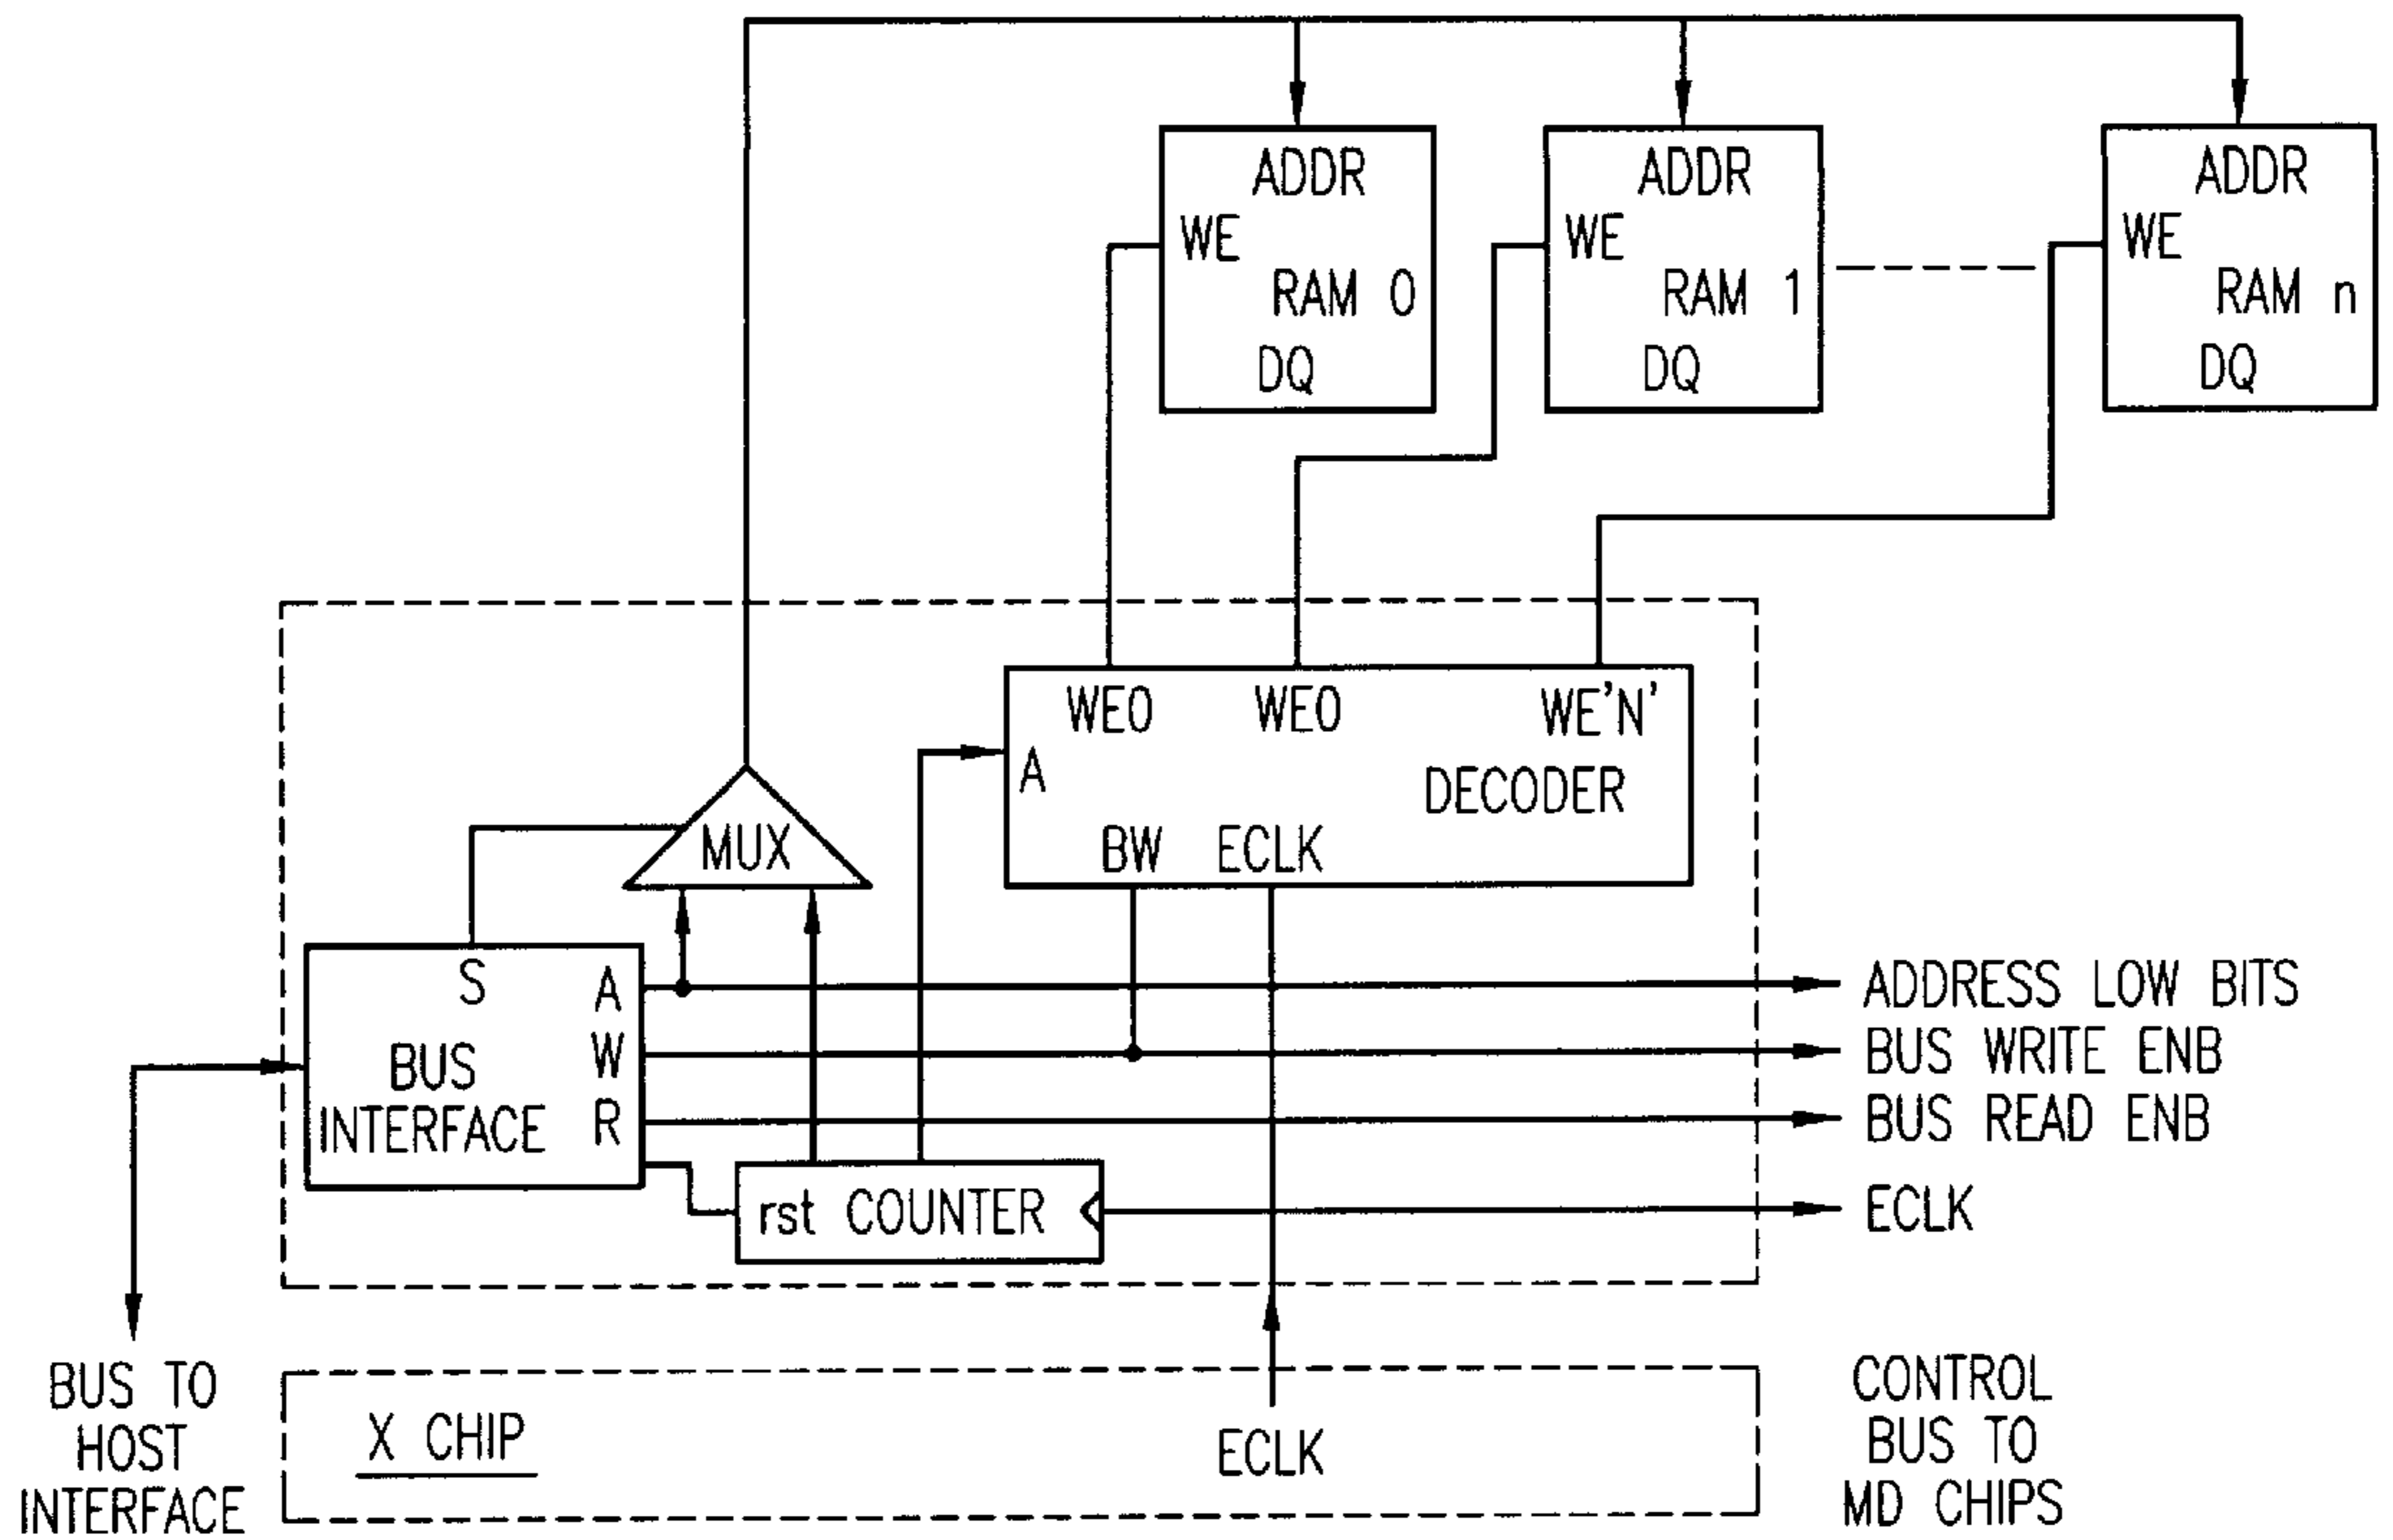 ADDR
WE
RAM 0
DQ
ADDR
WE
RAM 1
DQ
ADDR
WE
RAM n
DQ
WE0
WE0
WE'N'
A
DECODER
BW
ECLK
MUX
S
A
W
R
BUS
INTERFACE
rst COUNTER
ADDRESS LOW BITS
BUS WRITE ENB
BUS READ ENB
ECLK
BUS TO
HOST
INTERFACE
X CHIP
ECLK
CONTROL
BUS TO
MD CHIPS